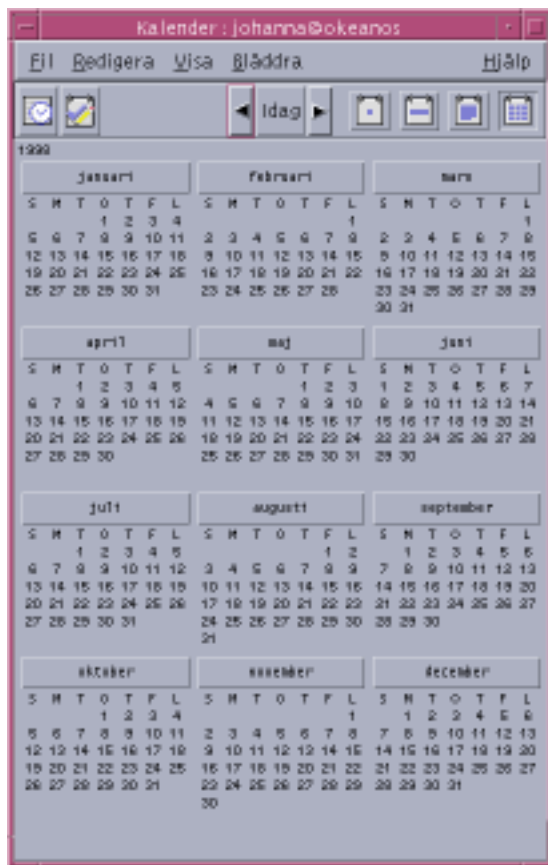 Kalender : johanna@okeanos
Fil Redigera Visa Bläddra Hjälp
Idag
januari
S M T O T F L
1 2 3 4
5 6 7 8 9 10 11
12 13 14 15 16 17 18
19 20 21 22 23 24 25
26 27 28 29 30 31
februari
S M T O T F L
1
2 3 4 5 6 7 8
9 10 11 12 13 14 15
16 17 18 19 20 21 22
23 24 25 26 27 28
mars
S M T O T F L
1
2 3 4 5 6 7 8
9 10 11 12 13 14 15
16 17 18 19 20 21 22
23 24 25 26 27 28 29
30 31
april
S M T O T F L
1 2 3 4 5
6 7 8 9 10 11 12
13 14 15 16 17 18 19
20 21 22 23 24 25 26
27 28 29 30
maj
S M T O T F L
1 2 3
4 5 6 7 8 9 10
11 12 13 14 15 16 17
18 19 20 21 22 23 24
25 26 27 28 29 30 31
juni
S M T O T F L
1 2 3 4 5 6 7
8 9 10 11 12 13 14
15 16 17 18 19 20 21
22 23 24 25 26 27 28
29 30
juli
S M T O T F L
1 2 3 4 5
6 7 8 9 10 11 12
13 14 15 16 17 18 19
20 21 22 23 24 25 26
27 28 29 30 31
augusti
S M T O T F L
1 2
3 4 5 6 7 8 9
10 11 12 13 14 15 16
17 18 19 20 21 22 23
24 25 26 27 28 29 30
31
september
S M T O T F L
1 2 3 4 5 6
7 8 9 10 11 12 13
14 15 16 17 18 19 20
21 22 23 24 25 26 27
28 29 30
oktober
S M T O T F L
1 2 3 4
5 6 7 8 9 10 11
12 13 14 15 16 17 18
19 20 21 22 23 24 25
26 27 28 29 30 31
november
S M T O T F L
1
2 3 4 5 6 7 8
9 10 11 12 13 14 15
16 17 18 19 20 21 22
23 24 25 26 27 28 29
30
december
S M T O T F L
1 2 3 4 5 6
7 8 9 10 11 12 13
14 15 16 17 18 19 20
21 22 23 24 25 26 27
28 29 30 31